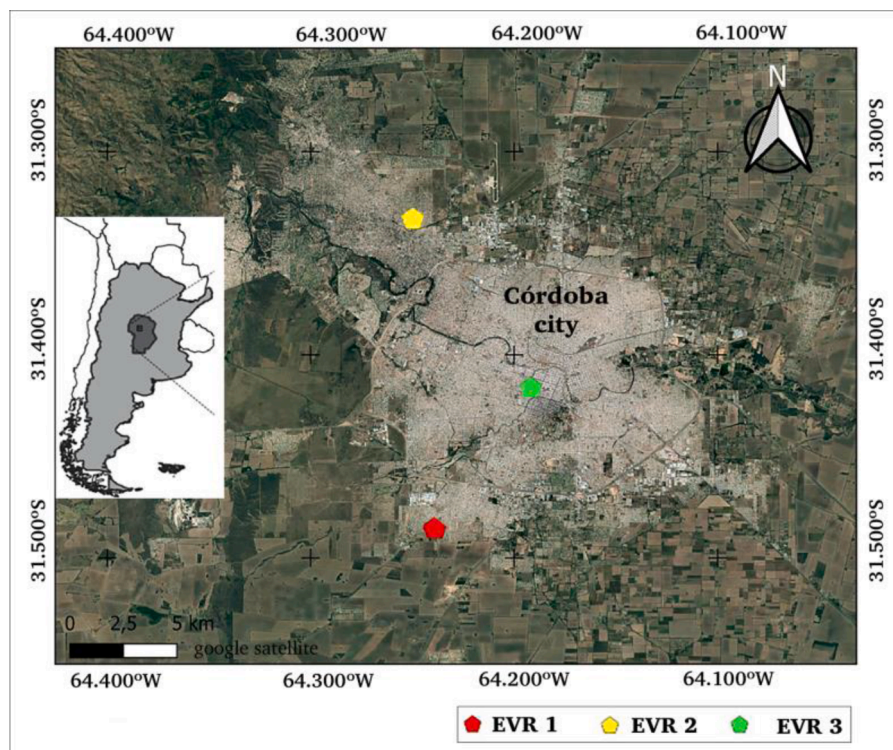 64.400ºW 64.300ºW 64.200ºW 64.100ºW
N
31.300ºS 31.300ºS
Córdoba
city
31.400ºS 31.400ºS
31.500ºS 31.500ºS
0 2,5 5 km
google satellite
64.400ºW 64.300ºW 64.200ºW 64.100ºW
EVR 1 EVR 2 EVR 3